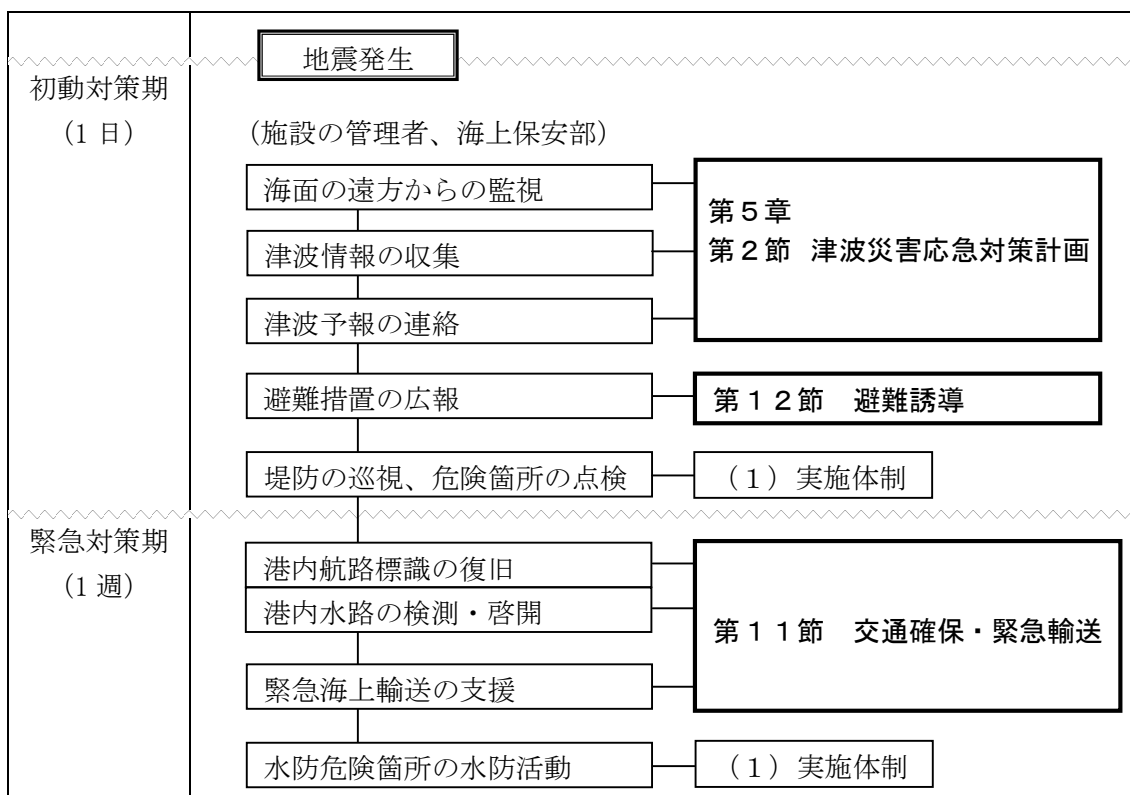 地震発生
初動対策期
（1 日）
（施設の管理者、海上保安部）
海面の遠方からの監視
津波情報の収集
津波予報の連絡
第５章
第２節 津波災害応急対策計画
避難措置の広報
第１２節　避難誘導
堤防の巡視、危険箇所の点検
（１）実施体制
緊急対策期
（1 週）
港内航路標識の復旧
港内水路の検測・啓開
緊急海上輸送の支援
第１１節　交通確保・緊急輸送
水防危険箇所の水防活動
（１）実施体制